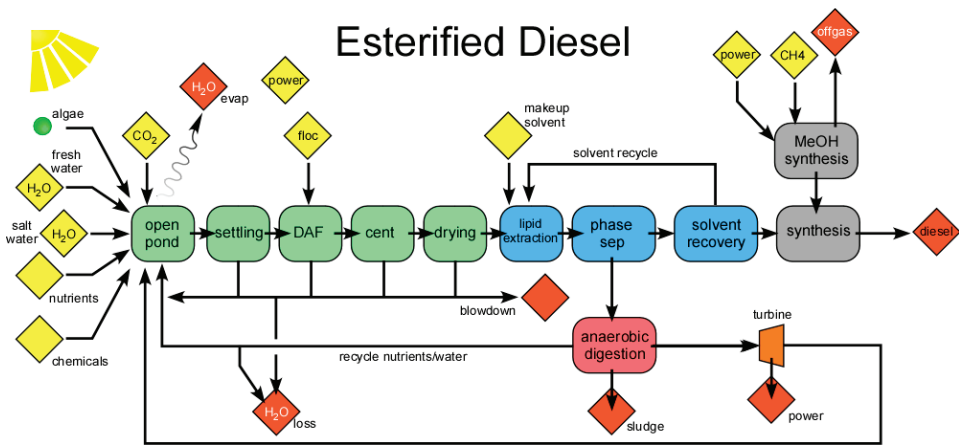 Esterified Diesel
offgas
power
CH4
H₂O
evap
power
makeup
solvent
algae
CO₂
floc
MeOH
synthesis
fresh
water
solvent recycle
H₂O
salt
water
H₂O
open
pond
settling
DAF
cent
drying
lipid
extraction
phase
sep
solvent
recovery
synthesis
diesel
nutrients
blowdown
chemicals
recycle nutrients/water
anaerobic
digestion
turbine
H₂O
loss
sludge
power